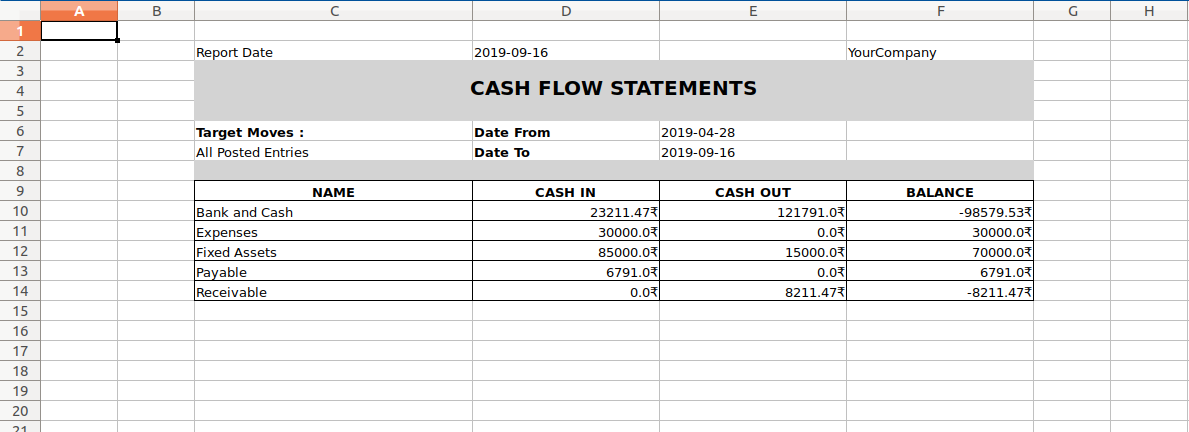 A B C D E F G H
1
2 Report Date 2019-09-16 YourCompany
3
4 CASH FLOW STATEMENTS
5
6 Target Moves : Date From 2019-04-28
7 All Posted Entries Date To 2019-09-16
8
9 NAME CASH IN CASH OUT BALANCE
10 Bank and Cash 23211.47₹ 121791.0₹ -98579.53₹
11 Expenses 30000.0₹ 0.0₹ 30000.0₹
12 Fixed Assets 85000.0₹ 15000.0₹ 70000.0₹
13 Payable 6791.0₹ 0.0₹ 6791.0₹
14 Receivable 0.0₹ 8211.47₹ -8211.47₹
15
16
17
18
19
20
21